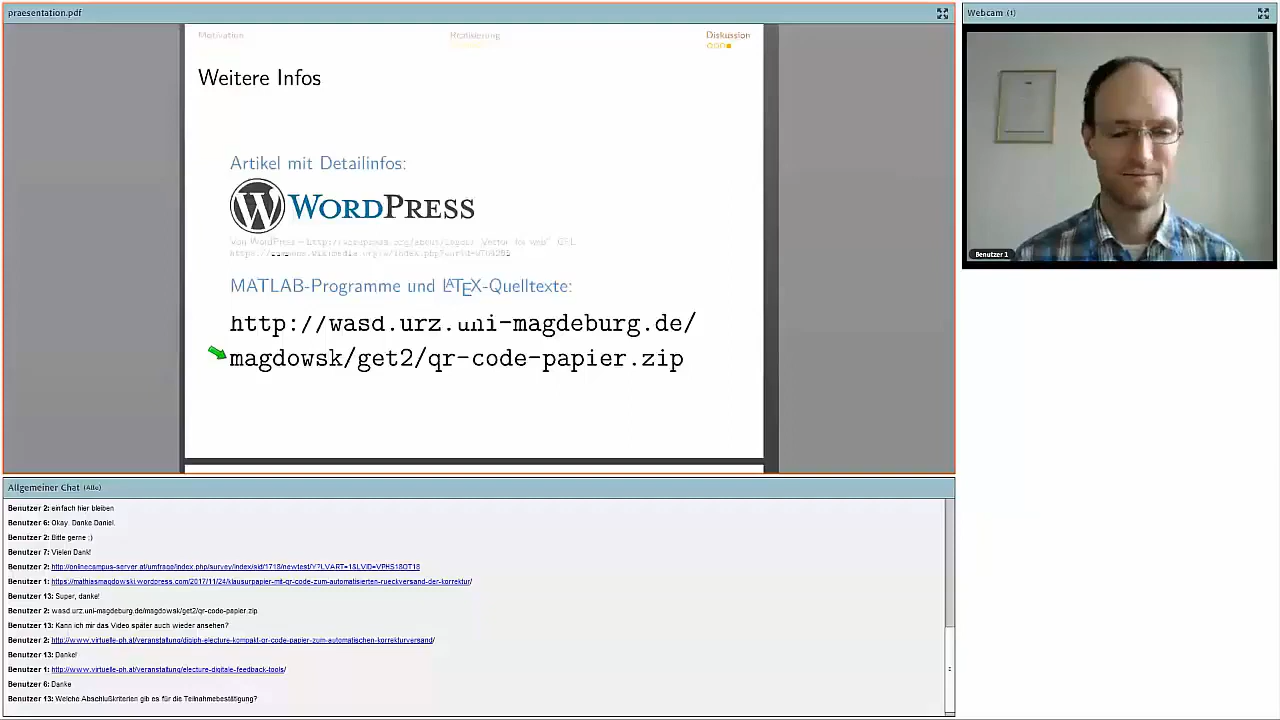 praesentation.pdf
Motivation Realisierung Diskussion
Weitere Infos
Artikel mit Detailinfos:
WORDPRESS
MATLAB-Programme und LATEX-Quelltexte:
http://wasd.urz.uni-magdeburg.de/
magdowsk/get2/qr-code-papier.zip
Webcam (1)
Benutzer 1
Allgemeiner Chat (Alle)
Benutzer 2: einfach hier bleiben
Benutzer 6: Okay. Danke Daniel.
Benutzer 2: Bitte gerne ;)
Benutzer 7: Vielen Dank!
Benutzer 2: http://onlinecampus-server.at/umfrage/index.php/survey/index/sid/1718/newtest/Y?LVART=1&LVID=VPHS18OT18
Benutzer 1: https://mathiasmagdowski.wordpress.com/2017/11/24/klausurpapier-mit-qr-code-zum-automatisierten-rueckversand-der-korrektur/
Benutzer 13: Super, danke!
Benutzer 2: wasd.urz.uni-magdeburg.de/magdowsk/get2/qr-code-papier.zip
Benutzer 13: Kann ich mir das Video später auch wieder ansehen?
Benutzer 2: http://www.virtuelle-ph.at/veranstaltung/digiph-electure-kompakt-qr-code-papier-zum-automatischen-korrekturversand/
Benutzer 13: Danke!
Benutzer 1: http://www.virtuelle-ph.at/veranstaltung/electure-digitale-feedback-tools/
Benutzer 6: Danke
Benutzer 13: Welche Abschlußkriterien gib es für die Teilnahmebestätigung?